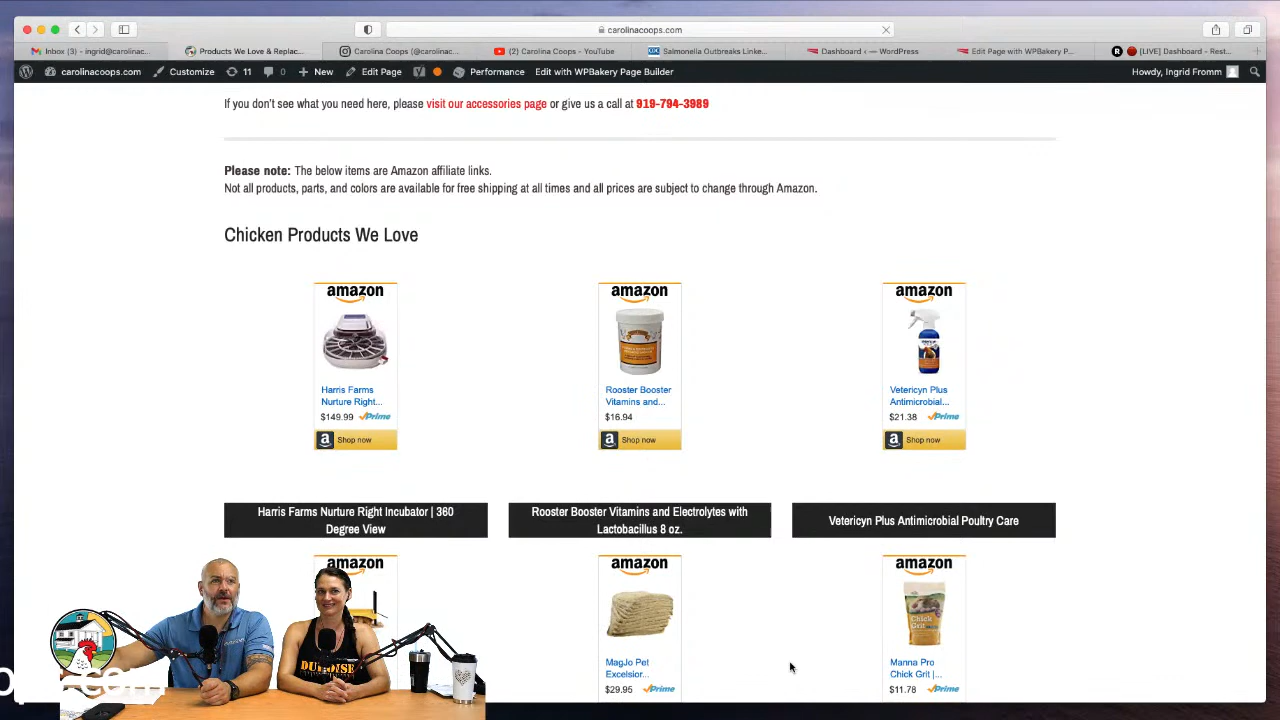 carolinacoops.com
Inbox (3) - ingrid@carolinac...
Products We Love & Replac...
Carolina Coops (@carolinac...
(2) Carolina Coops - YouTube
CDC
Salmonella Outbreaks Linke...
Dashboard ‹ — WordPress
Edit Page with WPBakery P...
R
[LIVE] Dashboard - Rest...
carolinacoops.com
Customize
11
0
New
Edit Page
Performance
Edit with WPBakery Page Builder
Howdy, Ingrid Fromm
If you don't see what you need here, please visit our accessories page or give us a call at 919-794-3989
Please note: The below items are Amazon affiliate links.
Not all products, parts, and colors are available for free shipping at all times and all prices are subject to change through Amazon.
Chicken Products We Love
amazon
Harris Farms
Nurture Right...
$149.99 Prime
a Shop now
amazon
Rooster Booster
Vitamins and...
$16.94
a Shop now
amazon
Vetericyn Plus
Antimicrobial...
$21.38 Prime
a Shop now
Harris Farms Nurture Right Incubator | 360
Degree View
Rooster Booster Vitamins and Electrolytes with
Lactobacillus 8 oz.
Vetericyn Plus Antimicrobial Poultry Care
amazon
amazon
MagJo Pet
Excelsior...
$29.95 Prime
amazon
Chick Grit
Manna Pro
Chick Grit |...
$11.78 Prime